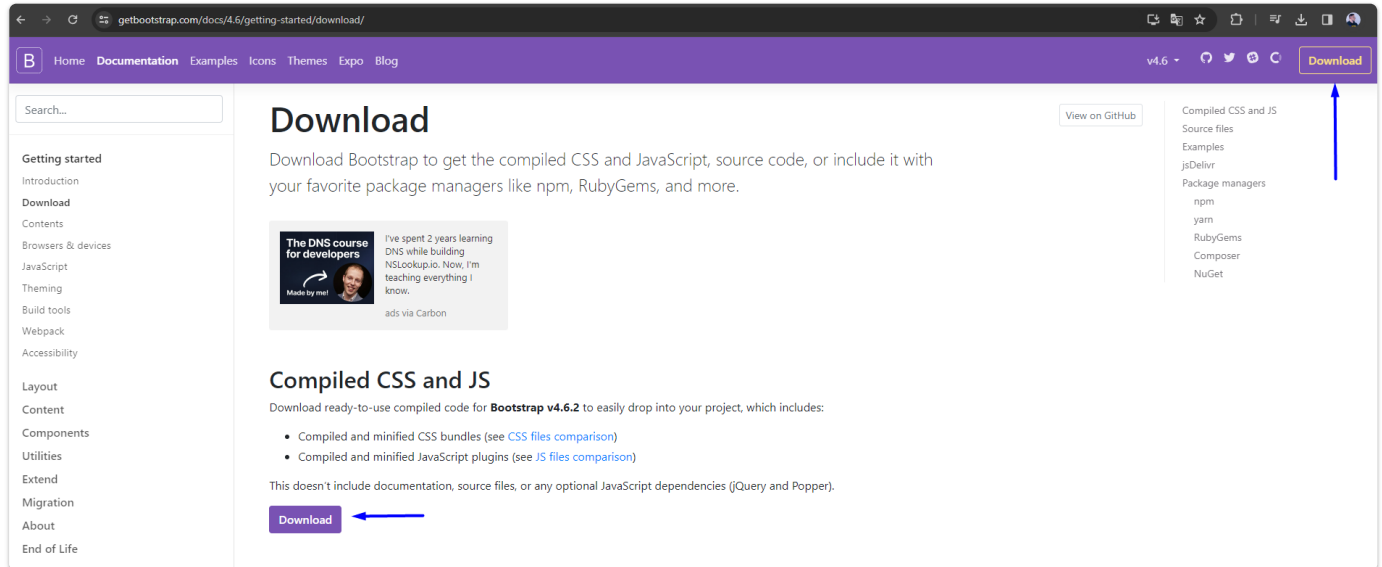 getbootstrap.com/docs/4.6/getting-started/download/
B Home Documentation Examples Icons Themes Expo Blog v4.6 Download
Search...
Getting started
Introduction
Download
Contents
Browsers & devices
JavaScript
Theming
Build tools
Webpack
Accessibility
Layout
Content
Components
Utilities
Extend
Migration
About
End of Life
Download
View on GitHub
Download Bootstrap to get the compiled CSS and JavaScript, source code, or include it with
your favorite package managers like npm, RubyGems, and more.
The DNS course
for developers
Made by me!
I've spent 2 years learning
DNS while building
NSLookup.io. Now, I'm
teaching everything I
know.
ads via Carbon
Compiled CSS and JS
Download ready-to-use compiled code for Bootstrap v4.6.2 to easily drop into your project, which includes:
• Compiled and minified CSS bundles (see CSS files comparison)
• Compiled and minified JavaScript plugins (see JS files comparison)
This doesn't include documentation, source files, or any optional JavaScript dependencies (jQuery and Popper).
Download
Compiled CSS and JS
Source files
Examples
jsDelivr
Package managers
npm
yarn
RubyGems
Composer
NuGet